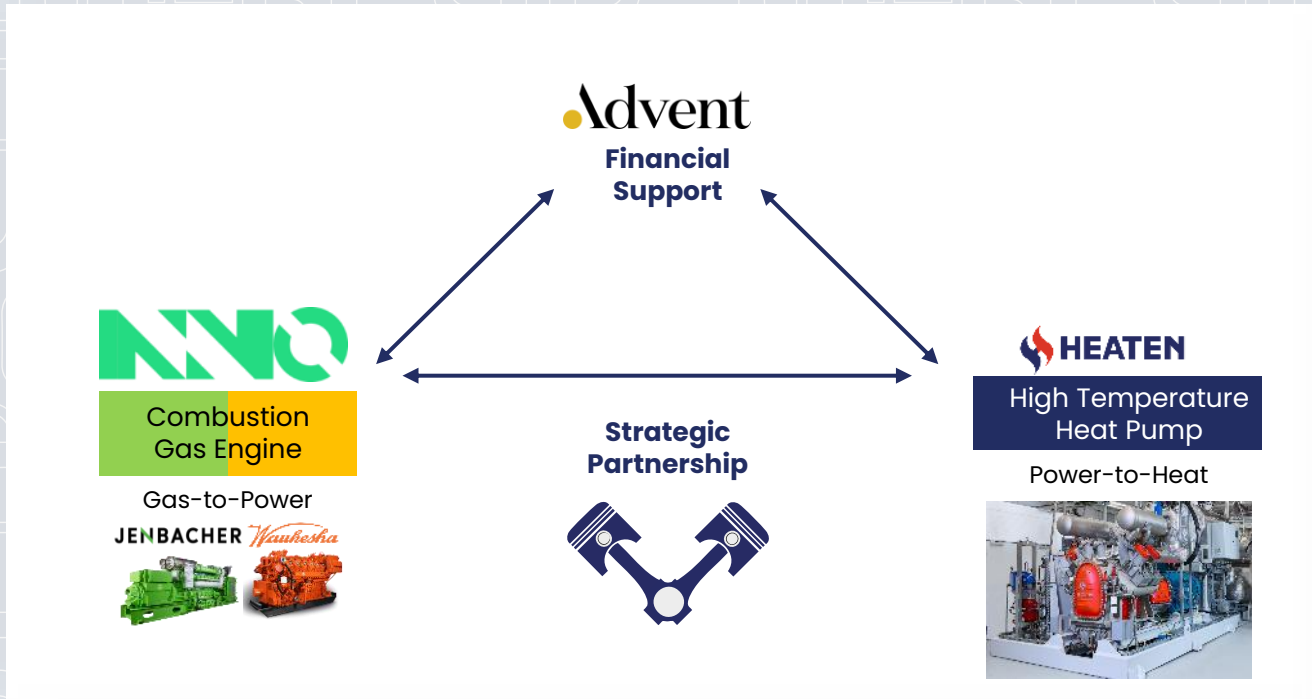 Advent
Financial
Support
INNIO
HEATEN
Combustion
Gas Engine
High Temperature
Heat Pump
Strategic
Partnership
Gas-to-Power
Power-to-Heat
JENBACHER Waukesha